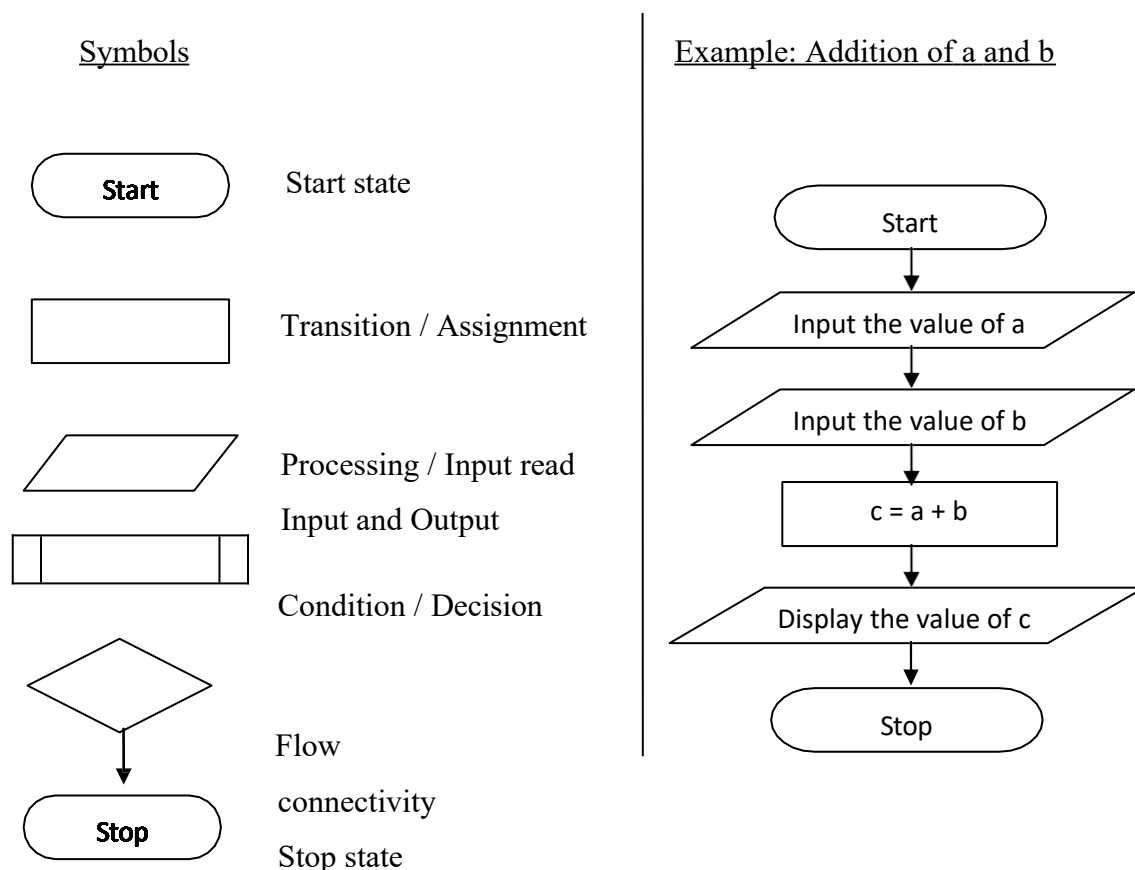 Symbols
Start
Start state
Transition / Assignment
Processing / Input read
Input and Output
Condition / Decision
Flow
connectivity
Stop
Stop state
Example: Addition of a and b
Start
Input the value of a
Input the value of b
c = a + b
Display the value of c
Stop